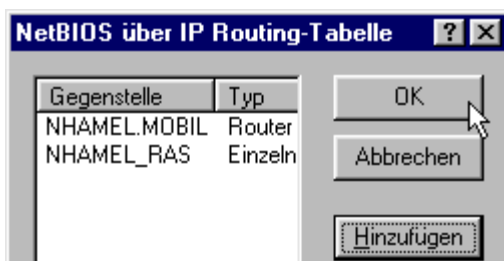 NetBIOS über IP Routing-Tabelle
Gegenstelle Typ
NHAMEL.MOBIL Router
NHAMEL_RAS Einzeln
OK
Abbrechen
Hinzufügen